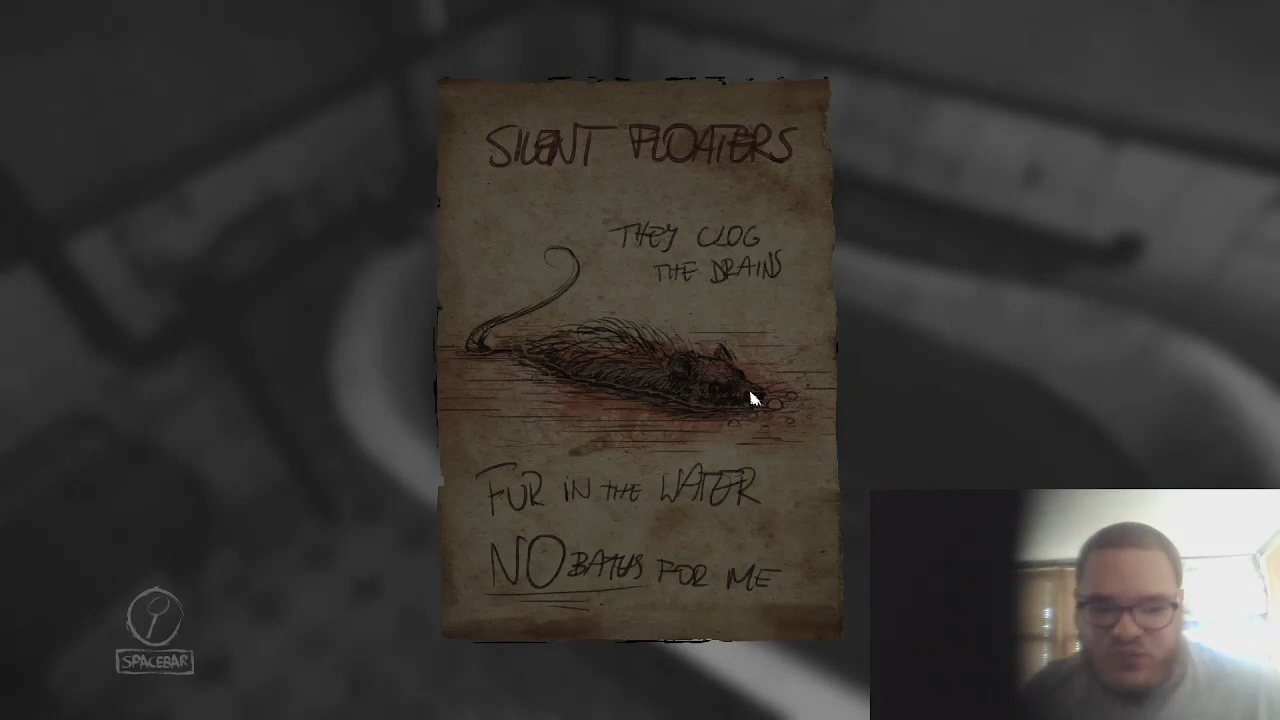 SILENT FLOATERS
THEY CLOG
THE DRAINS
FUR IN THE WATER
NO BATHS FOR ME
SPACEBAR